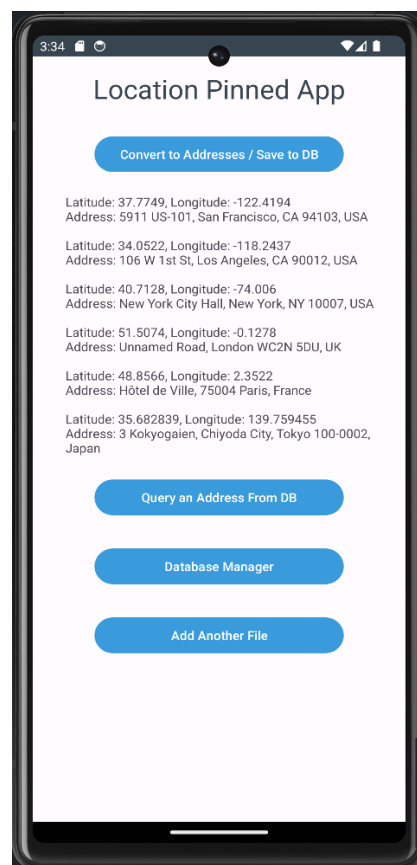 3:34
Location Pinned App
Convert to Addresses / Save to DB
Latitude: 37.7749, Longitude: -122.4194
Address: 5911 US-101, San Francisco, CA 94103, USA
Latitude: 34.0522, Longitude: -118.2437
Address: 106 W 1st St, Los Angeles, CA 90012, USA
Latitude: 40.7128, Longitude: -74.006
Address: New York City Hall, New York, NY 10007, USA
Latitude: 51.5074, Longitude: -0.1278
Address: Unnamed Road, London WC2N 5DU, UK
Latitude: 48.8566, Longitude: 2.3522
Address: Hôtel de Ville, 75004 Paris, France
Latitude: 35.682839, Longitude: 139.759455
Address: 3 Kokyogaien, Chiyoda City, Tokyo 100-0002,
Japan
Query an Address From DB
Database Manager
Add Another File